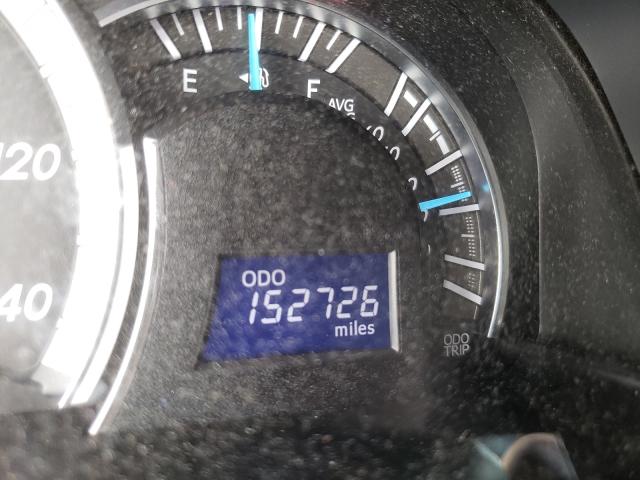 E F
AVG
120
ODO
152726
miles
40
ODO
TRIP